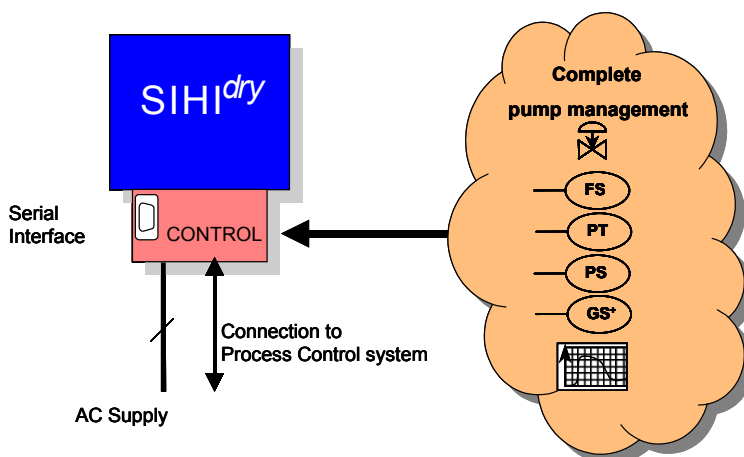 SIHIdry
Serial
Interface
CONTROL
Connection to
Process Control system
AC Supply
Complete
pump management
FS
PT
PS
GS+